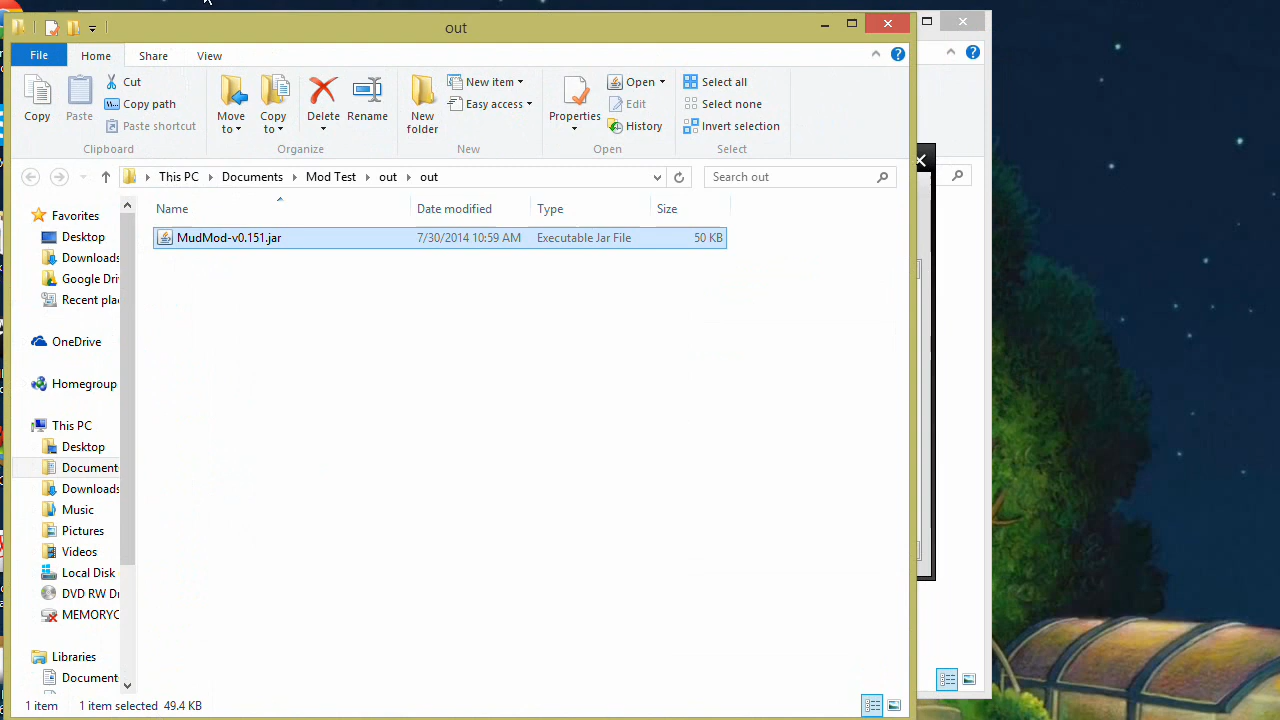 out
File
Home
Share
View
Copy
Paste
Cut
Copy path
Paste shortcut
Clipboard
Move to
Copy to
Delete
Rename
Organize
New folder
New item
Easy access
New
Properties
Open
Edit
History
Open
Select all
Select none
Invert selection
Select
This PC
Documents
Mod Test
out
out
Search out
Name
Date modified
Type
Size
MudMod-v0.151.jar
7/30/2014 10:59 AM
Executable Jar File
50 KB
Favorites
Desktop
Downloads
Google Dri
Recent plac
OneDrive
Homegroup
This PC
Desktop
Document
Downloads
Music
Pictures
Videos
Local Disk
DVD RW Dr
MEMORYC
Libraries
Document
1 item
1 item selected 49.4 KB